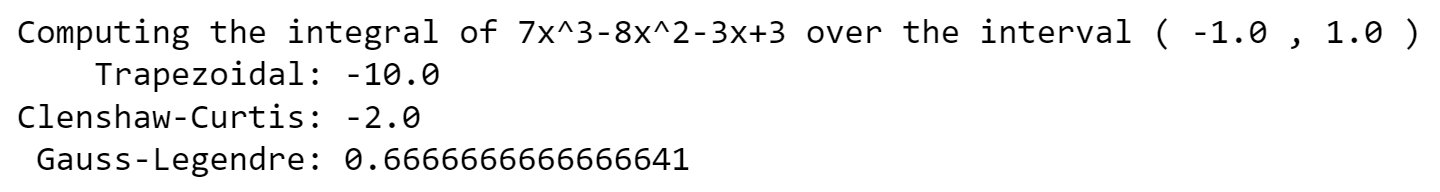 Computing the integral of 7x^3-8x^2-3x+3 over the interval ( -1.0 , 1.0 )
Trapezoidal: -10.0
Clenshaw-Curtis: -2.0
Gauss-Legendre: 0.6666666666666641